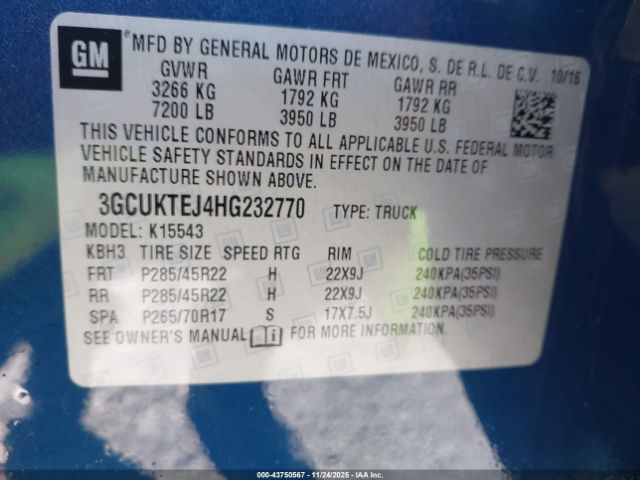 GM ® MFD BY GENERAL MOTORS DE MEXICO, S. DE R.L. DE C.V. 10/16
GVWR GAWR FRT GAWR RR
3266 KG 1792 KG 1792 KG
7200 LB 3950 LB 3950 LB
THIS VEHICLE CONFORMS TO ALL APPLICABLE U.S. FEDERAL MOTOR
VEHICLE SAFETY STANDARDS IN EFFECT ON THE DATE OF
MANUFACTURE SHOWN ABOVE.
3GCUKTEJ4HG232770 TYPE: TRUCK
MODEL: K15543
KBH3 TIRE SIZE SPEED RTG RIM COLD TIRE PRESSURE
FRT P285/45R22 H 22X9J 240KPA(35PSI)
RR P285/45R22 H 22X9J 240KPA(35PSI)
SPA P265/70R17 S 17X7.5J 240KPA(35PSI)
SEE OWNER'S MANUAL i FOR MORE INFORMATION.
000-43750567 - 11/24/2025 - IAAI.com